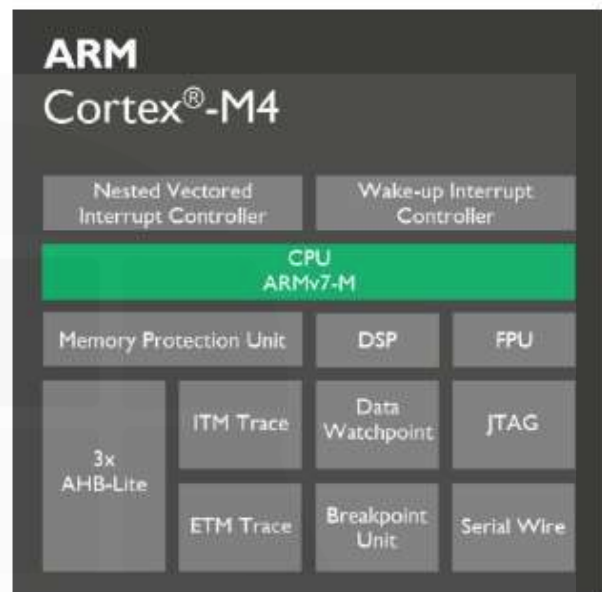 ARM
Cortex®-M4
Nested Vectored
Interrupt Controller
Wake-up Interrupt
Controller
CPU
ARMv7-M
Memory Protection Unit
DSP
FPU
3x
AHB-Lite
ITM Trace
Data
Watchpoint
JTAG
ETM Trace
Breakpoint
Unit
Serial Wire